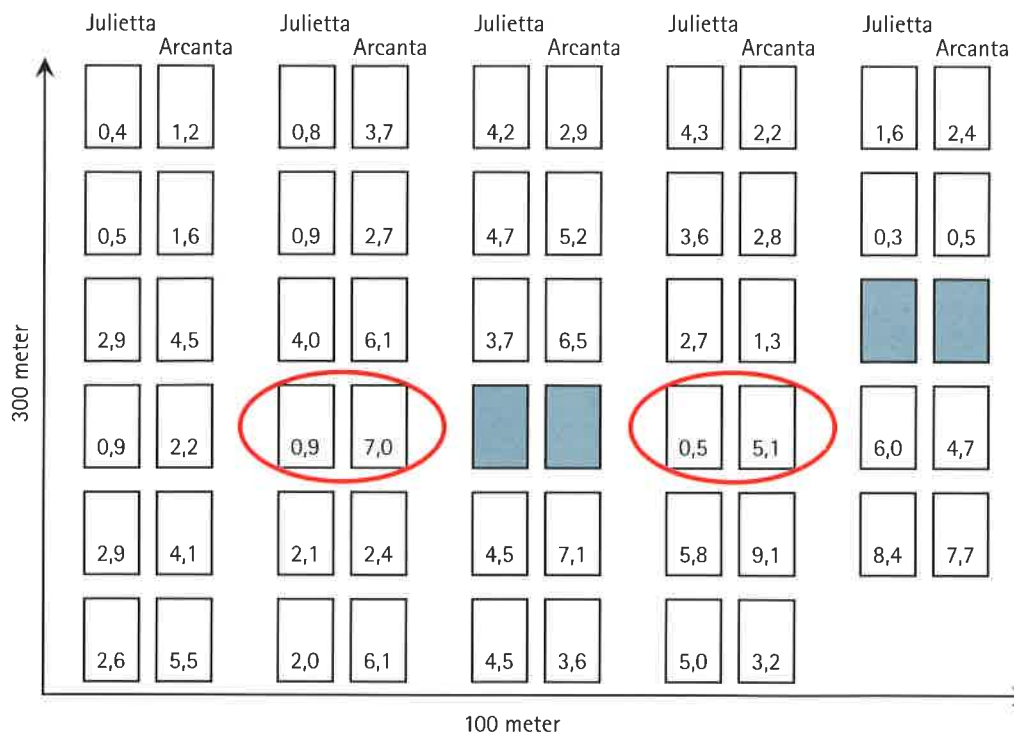 Julietta Julietta Julietta Julietta Julietta
Arcanta Arcanta Arcanta Arcanta Arcanta
0,4 1,2 0,8 3,7 4,2 2,9 4,3 2,2 1,6 2,4
0,5 1,6 0,9 2,7 4,7 5,2 3,6 2,8 0,3 0,5
2,9 4,5 4,0 6,1 3,7 6,5 2,7 1,3
0,9 2,2 0,9 7,0 0,5 5,1 6,0 4,7
2,9 4,1 2,1 2,4 4,5 7,1 5,8 9,1 8,4 7,7
2,6 5,5 2,0 6,1 4,5 3,6 5,0 3,2
300 meter
100 meter